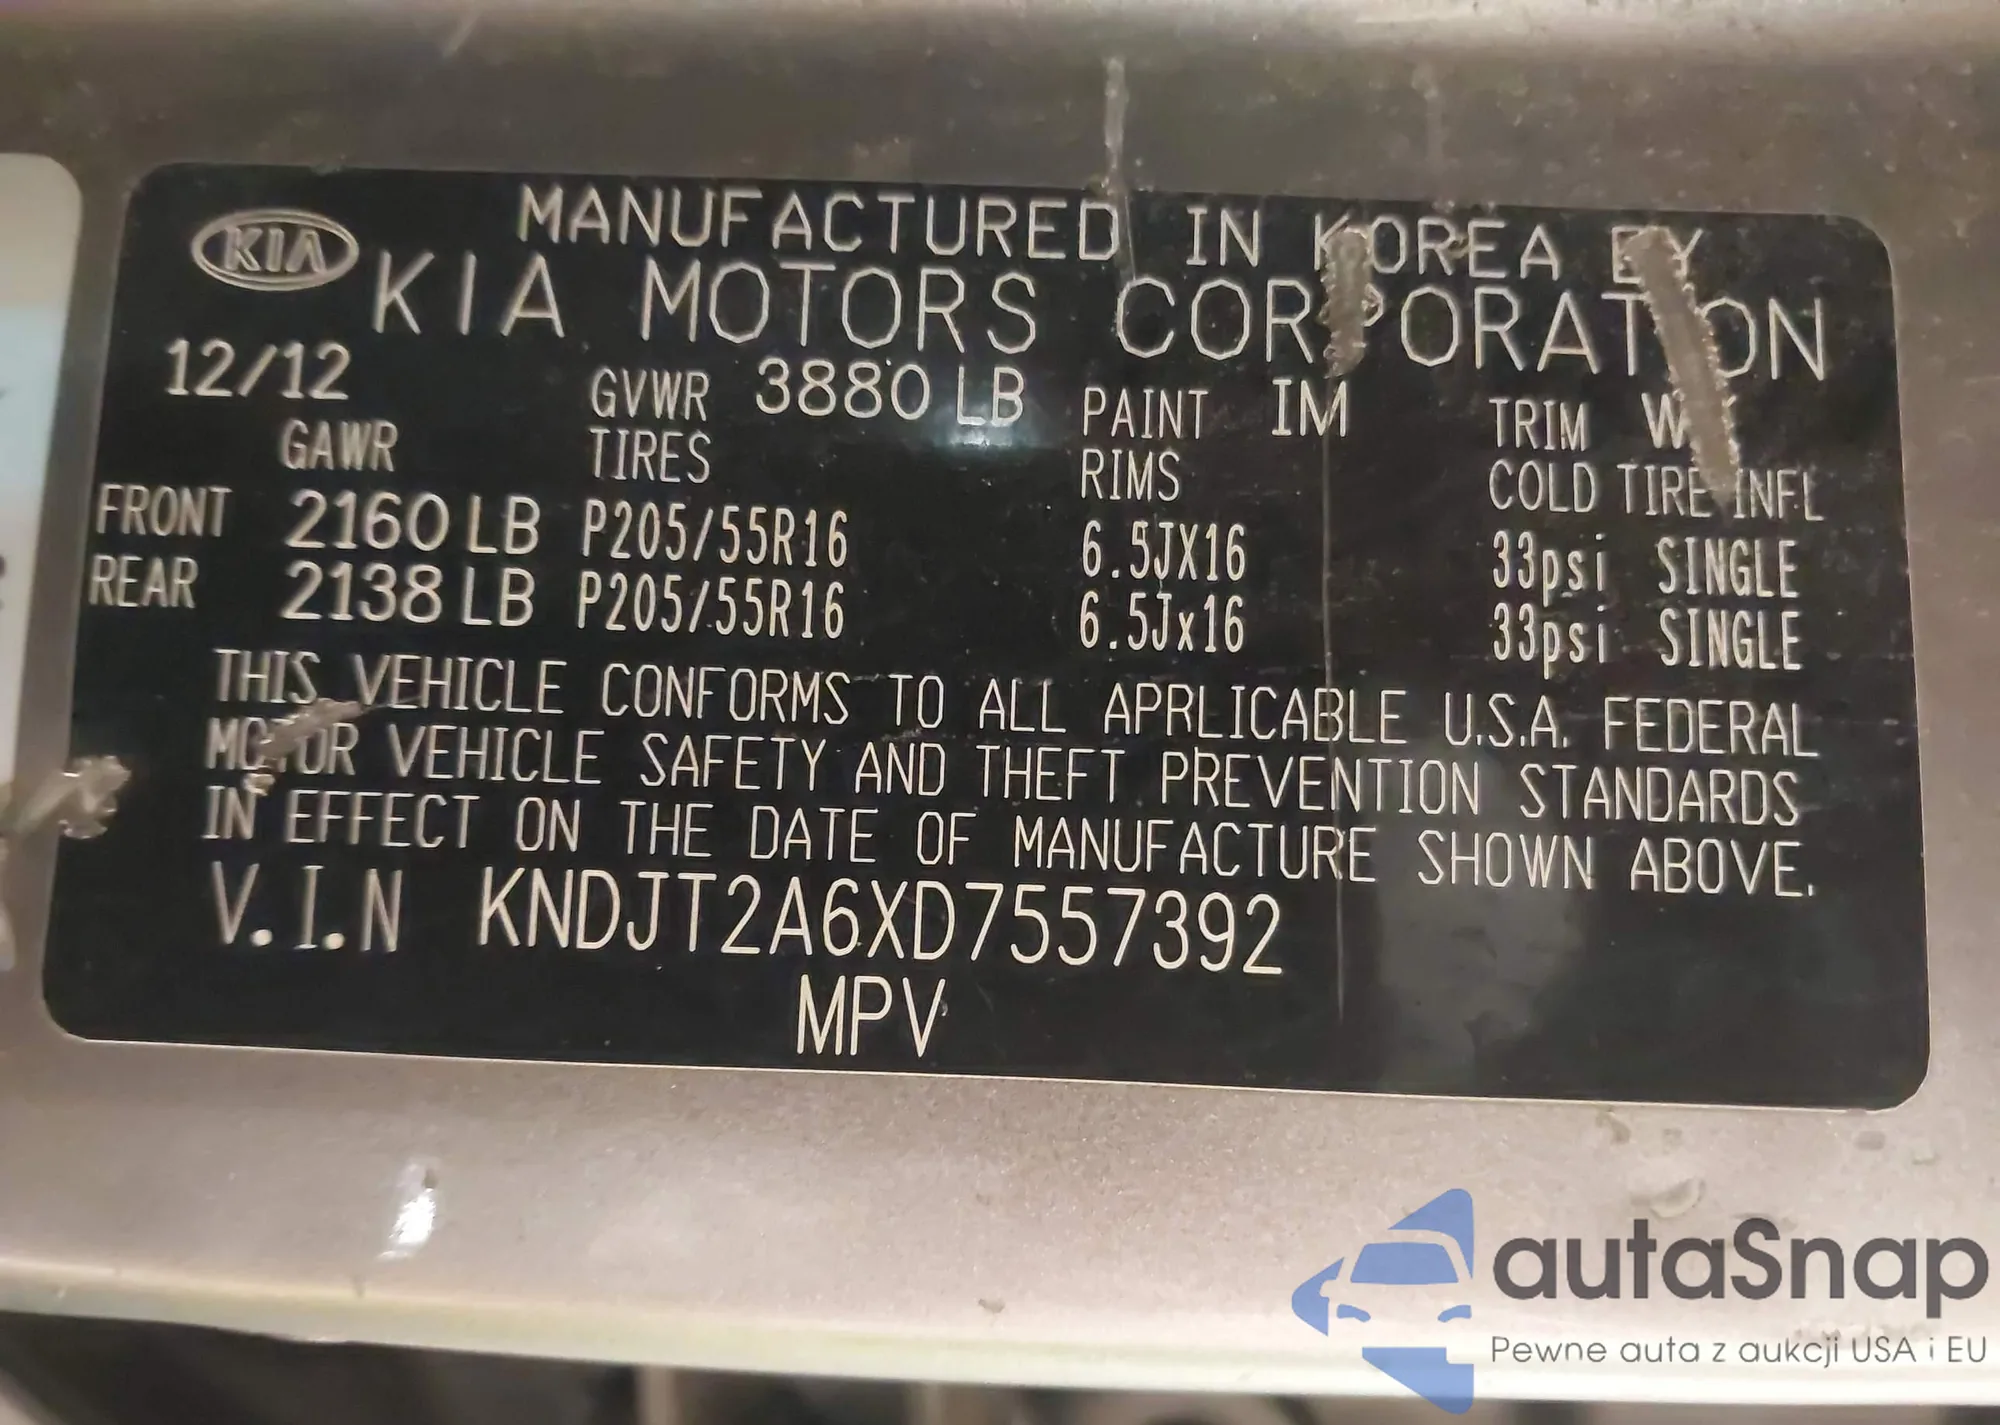 KIA
MANUFACTURED IN KOREA BY
KIA MOTORS CORPORATION
12/12 GVWR 3880 LB PAINT IM TRIM
GAWR TIRES RIMS COLD TIRE INFL
FRONT 2160 LB P205/55R16 6.5JX16 33psi SINGLE
REAR 2138 LB P205/55R16 6.5Jx16 33psi SINGLE
THIS VEHICLE CONFORMS TO ALL APRLICABLE U.S.A. FEDERAL
MOTOR VEHICLE SAFETY AND THEFT PREVENTION STANDARDS
IN EFFECT ON THE DATE OF MANUFACTURE SHOWN ABOVE.
V.I.N KNDJT2A6XD7557392
MPV
autaSnap
Pewne auta z aukcji USA i EU